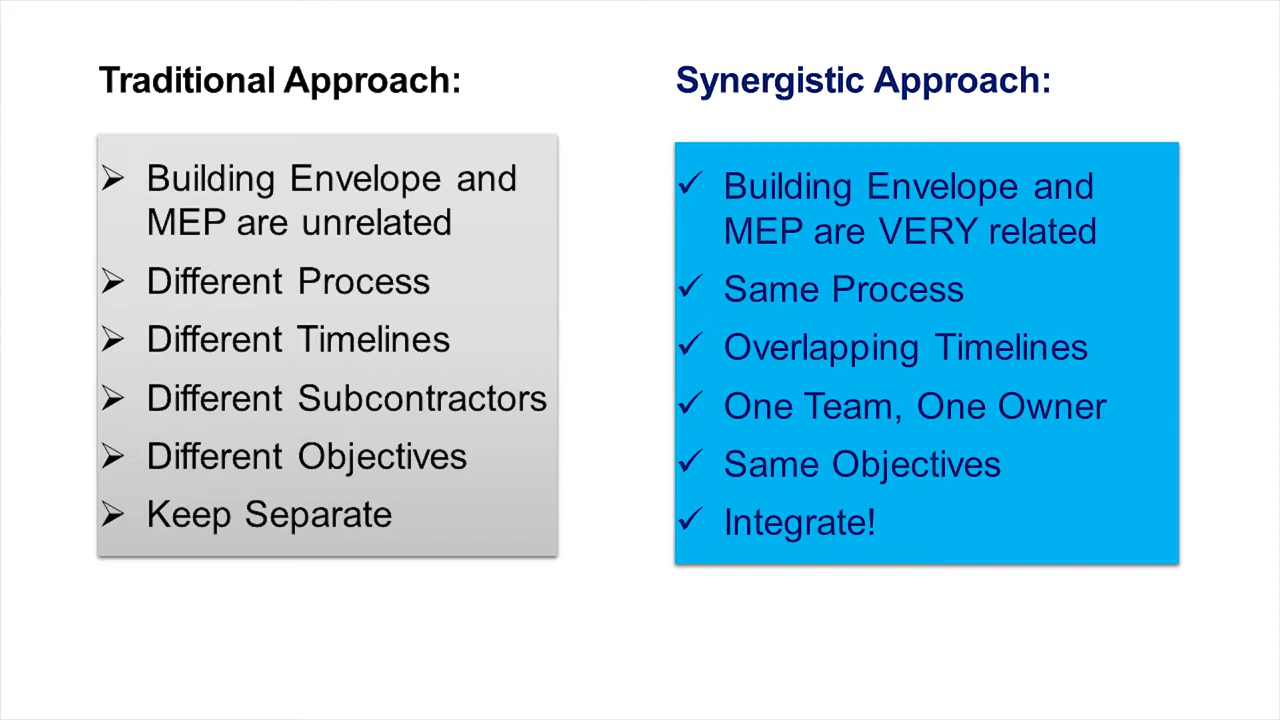 Traditional Approach:
Building Envelope and
MEP are unrelated
Different Process
Different Timelines
Different Subcontractors
Different Objectives
Keep Separate
Synergistic Approach:
Building Envelope and
MEP are VERY related
Same Process
Overlapping Timelines
One Team, One Owner
Same Objectives
Integrate!